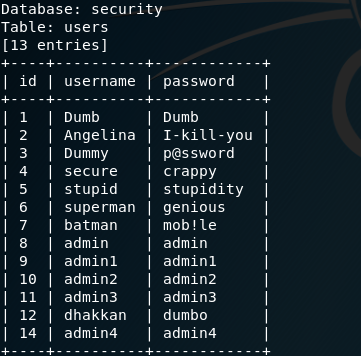 Database: security
Table: users
[13 entries]
+----+----------+------------+
| id | username | password   |
+----+----------+------------+
| 1  | Dumb     | Dumb       |
| 2  | Angelina | I-kill-you |
| 3  | Dummy    | p@ssword   |
| 4  | secure   | crappy     |
| 5  | stupid   | stupidity  |
| 6  | superman | genious    |
| 7  | batman   | mob!le     |
| 8  | admin    | admin      |
| 9  | admin1   | admin1     |
| 10 | admin2   | admin2     |
| 11 | admin3   | admin3     |
| 12 | dhakkan  | dumbo      |
| 14 | admin4   | admin4     |
+----+----------+------------+